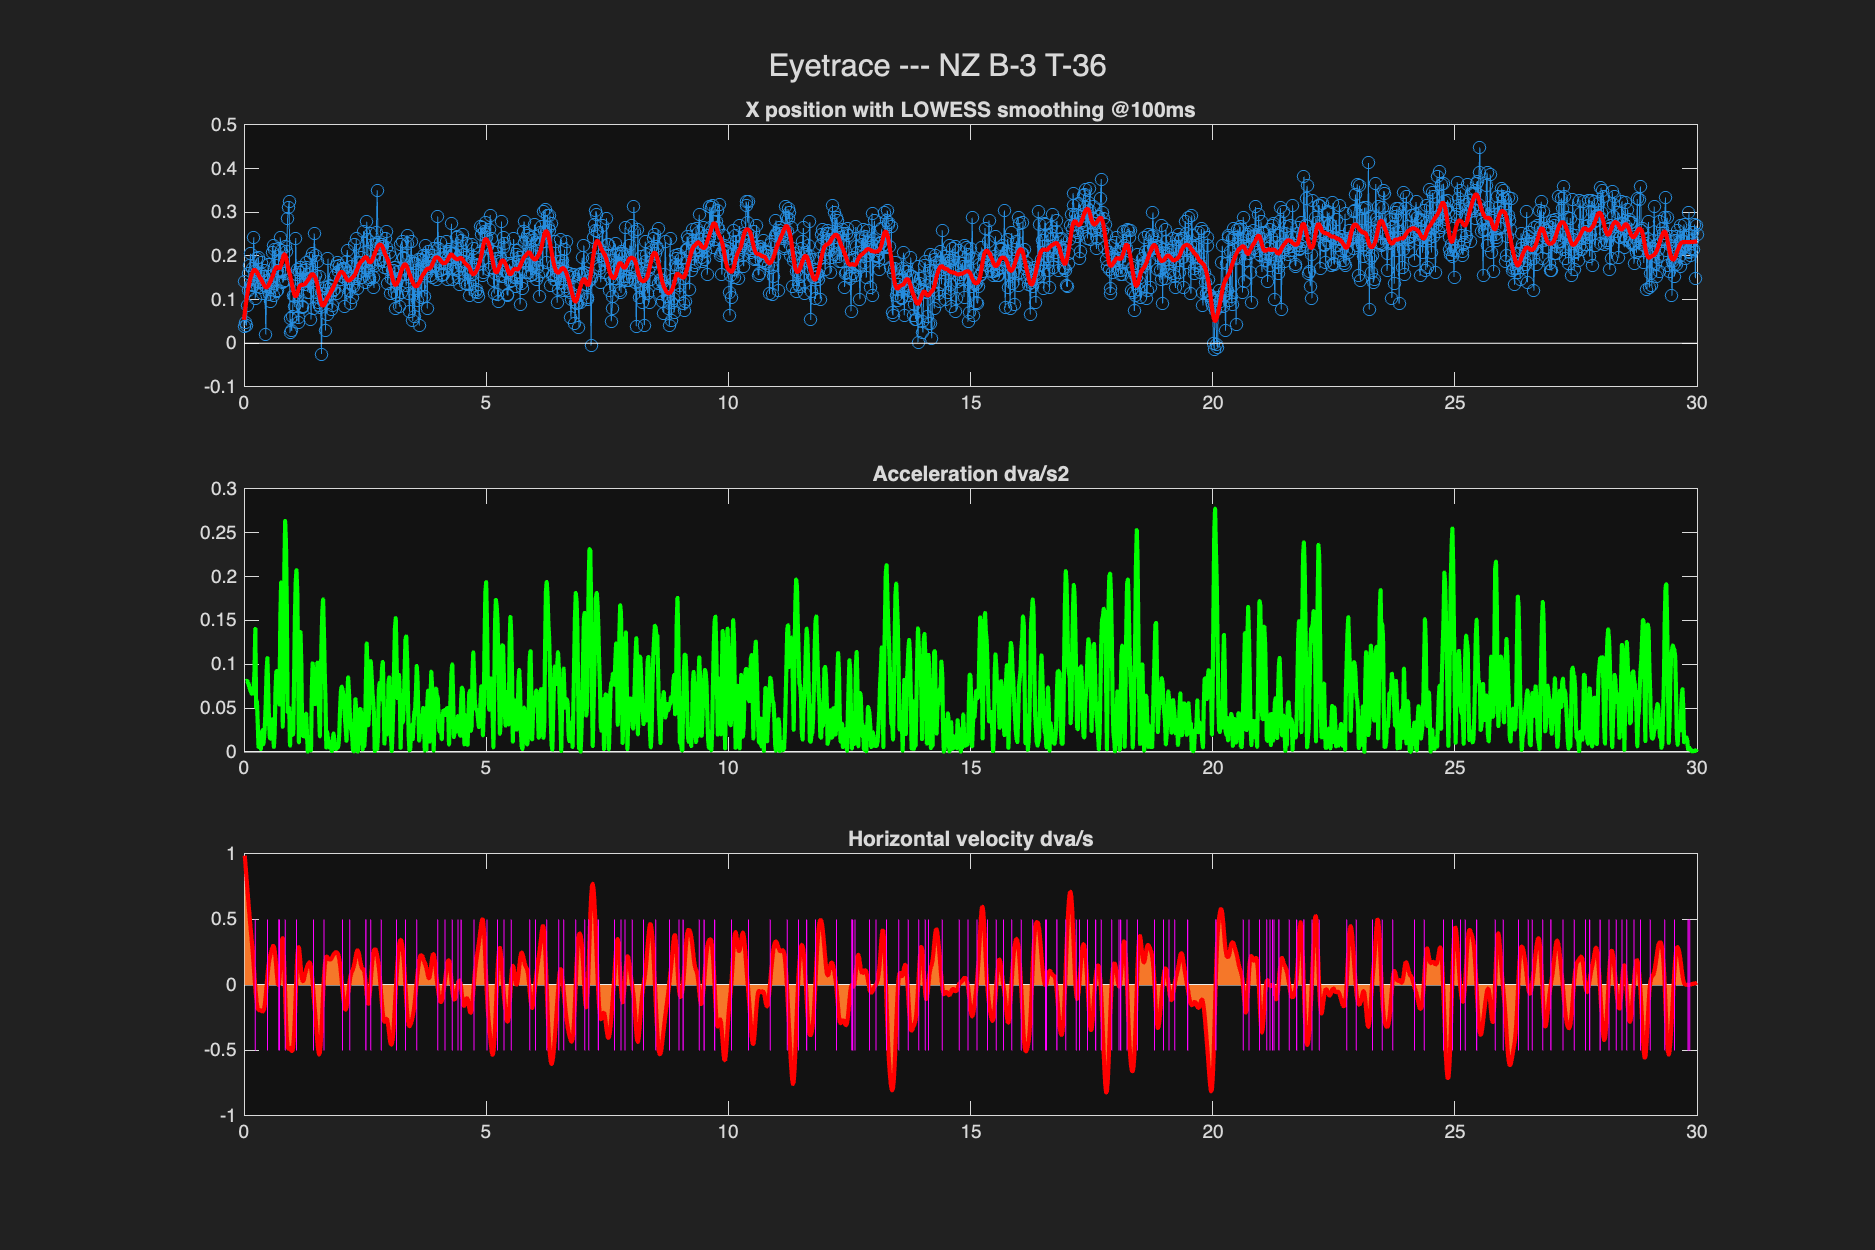 Eyetrace --- NZ B-3 T-36
X position with LOWESS smoothing @100ms
0.5
0.4
0.3
0.2
0.1
0
-0.1
0 5 10 15 20 25 30
Acceleration dva/s2
0.3
0.25
0.2
0.15
0.1
0.05
0
0 5 10 15 20 25 30
Horizontal velocity dva/s
1
0.5
0
-0.5
-1
0 5 10 15 20 25 30